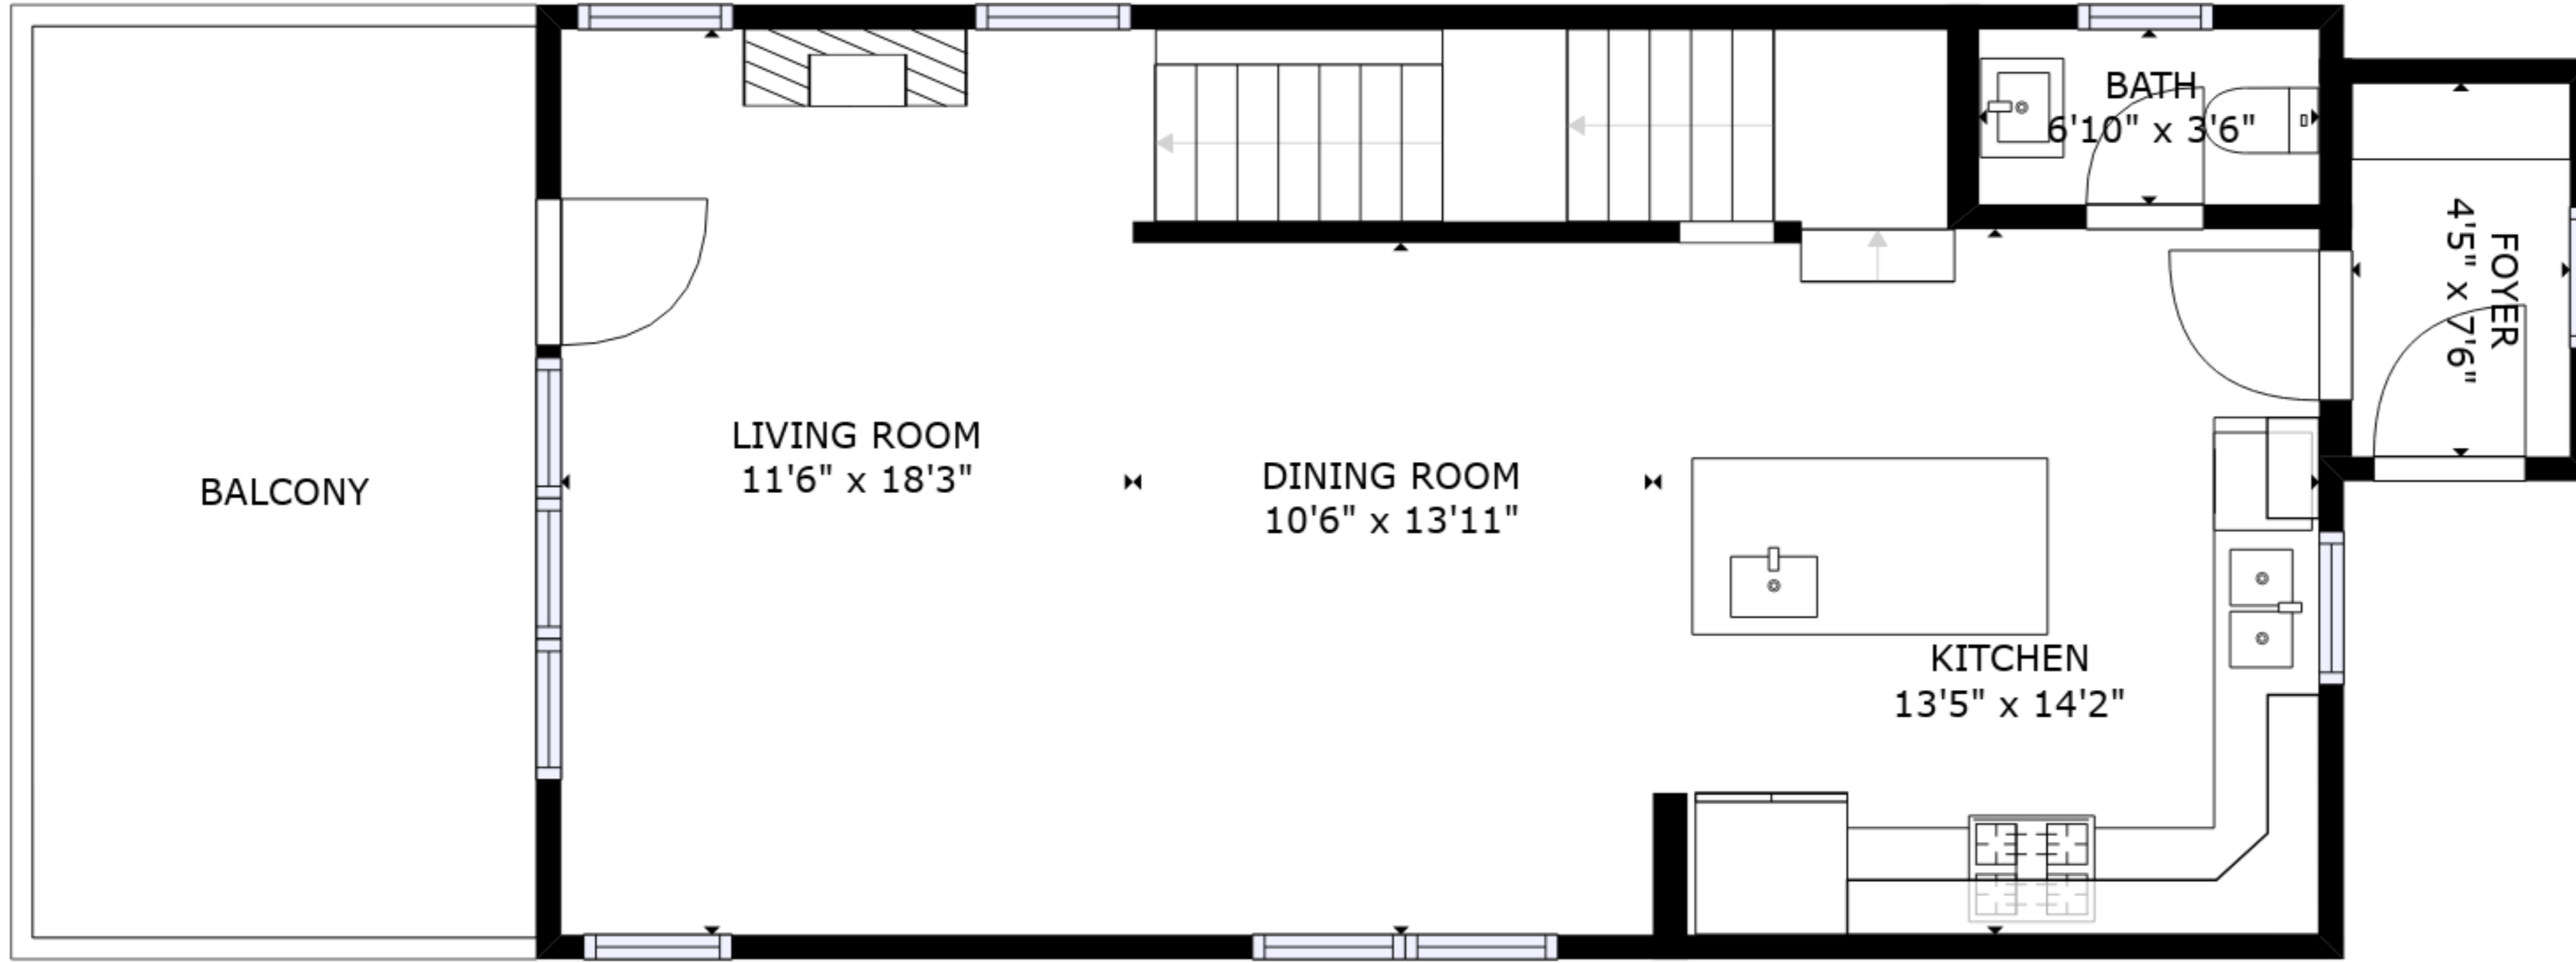 BALCONY
LIVING ROOM
11'6" x 18'3"
DINING ROOM
10'6" x 13'11"
KITCHEN
13'5" x 14'2"
BATH
6'10" x 3'6"
FOYER
4'5" x 7'6"